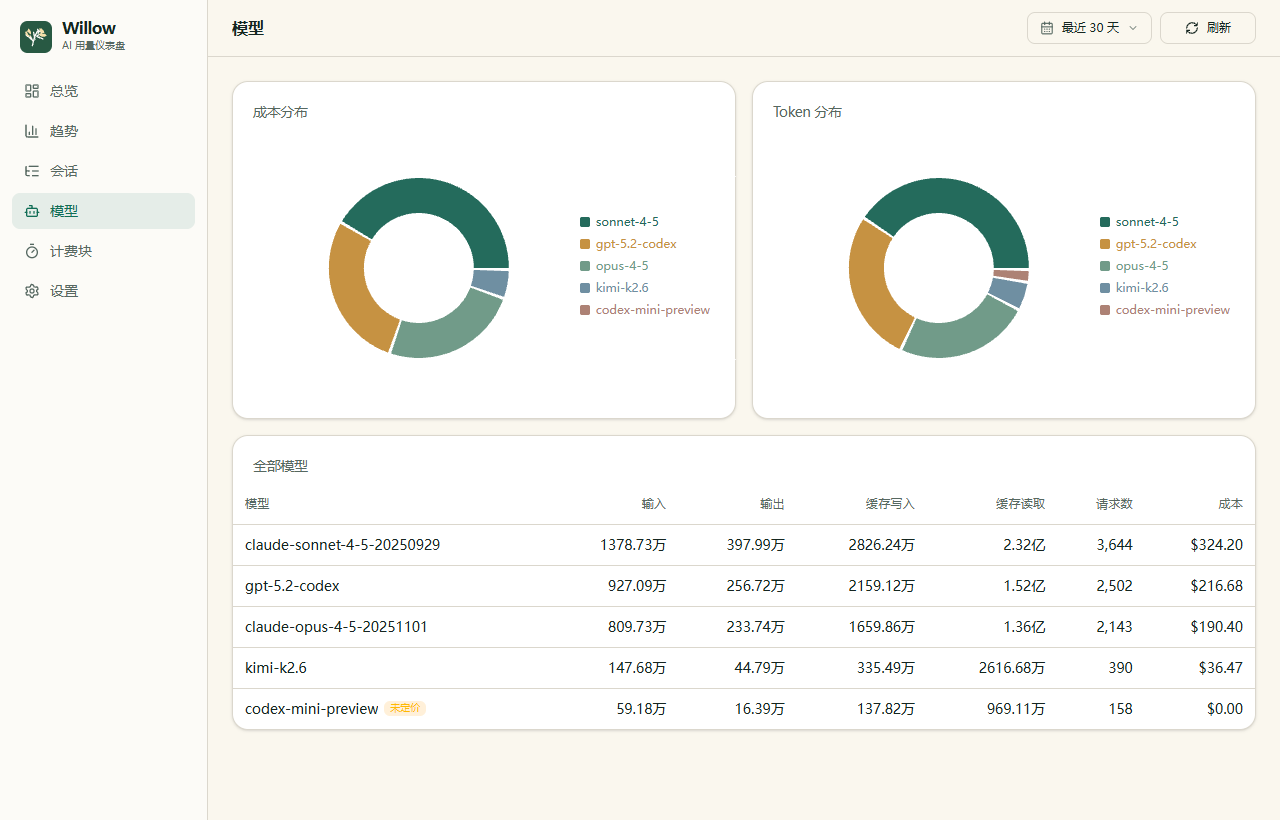 Willow
AI 用量仪表盘
总览
趋势
会话
模型
计费块
设置
模型
最近 30 天
刷新
成本分布
sonnet-4-5
gpt-5.2-codex
opus-4-5
kimi-k2.6
codex-mini-preview
Token 分布
sonnet-4-5
gpt-5.2-codex
opus-4-5
kimi-k2.6
codex-mini-preview
全部模型
模型 输入 输出 缓存写入 缓存读取 请求数 成本
claude-sonnet-4-5-20250929 1378.73万 397.99万 2826.24万 2.32亿 3,644 $324.20
gpt-5.2-codex 927.09万 256.72万 2159.12万 1.52亿 2,502 $216.68
claude-opus-4-5-20251101 809.73万 233.74万 1659.86万 1.36亿 2,143 $190.40
kimi-k2.6 147.68万 44.79万 335.49万 2616.68万 390 $36.47
codex-mini-preview 未定价 59.18万 16.39万 137.82万 969.11万 158 $0.00